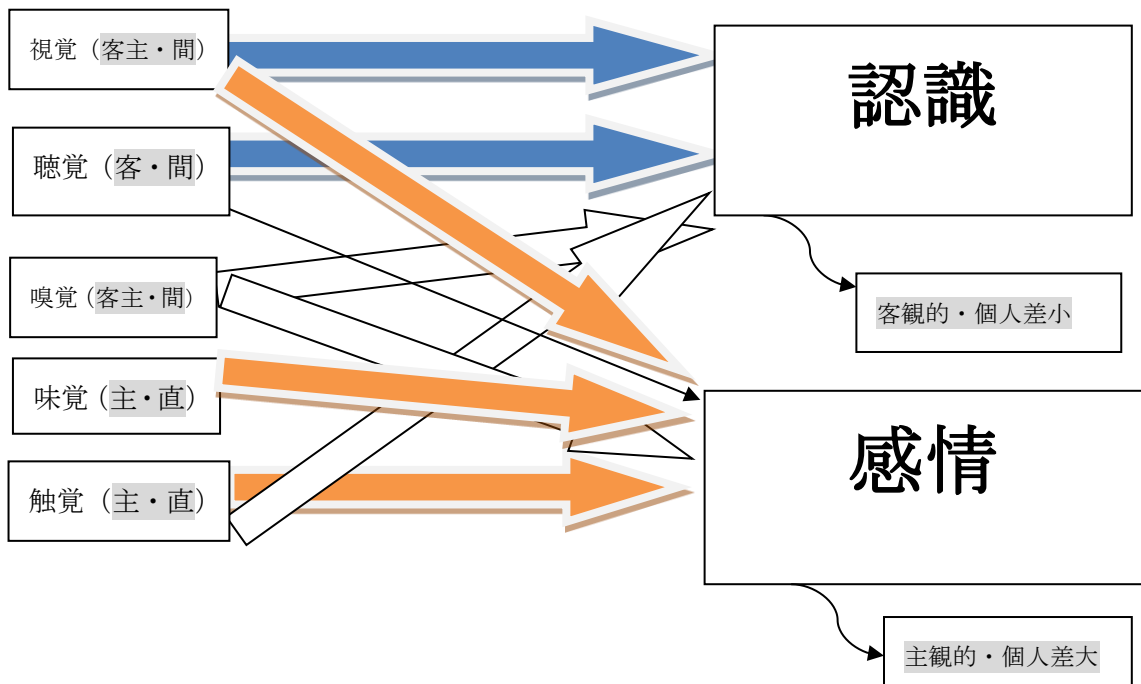 視覚（客主・間）
認識
聴覚（客・間）
嗅覚（客主・間）
客観的・個人差小
味覚（主・直）
感情
触覚（主・直）
主観的・個人差大